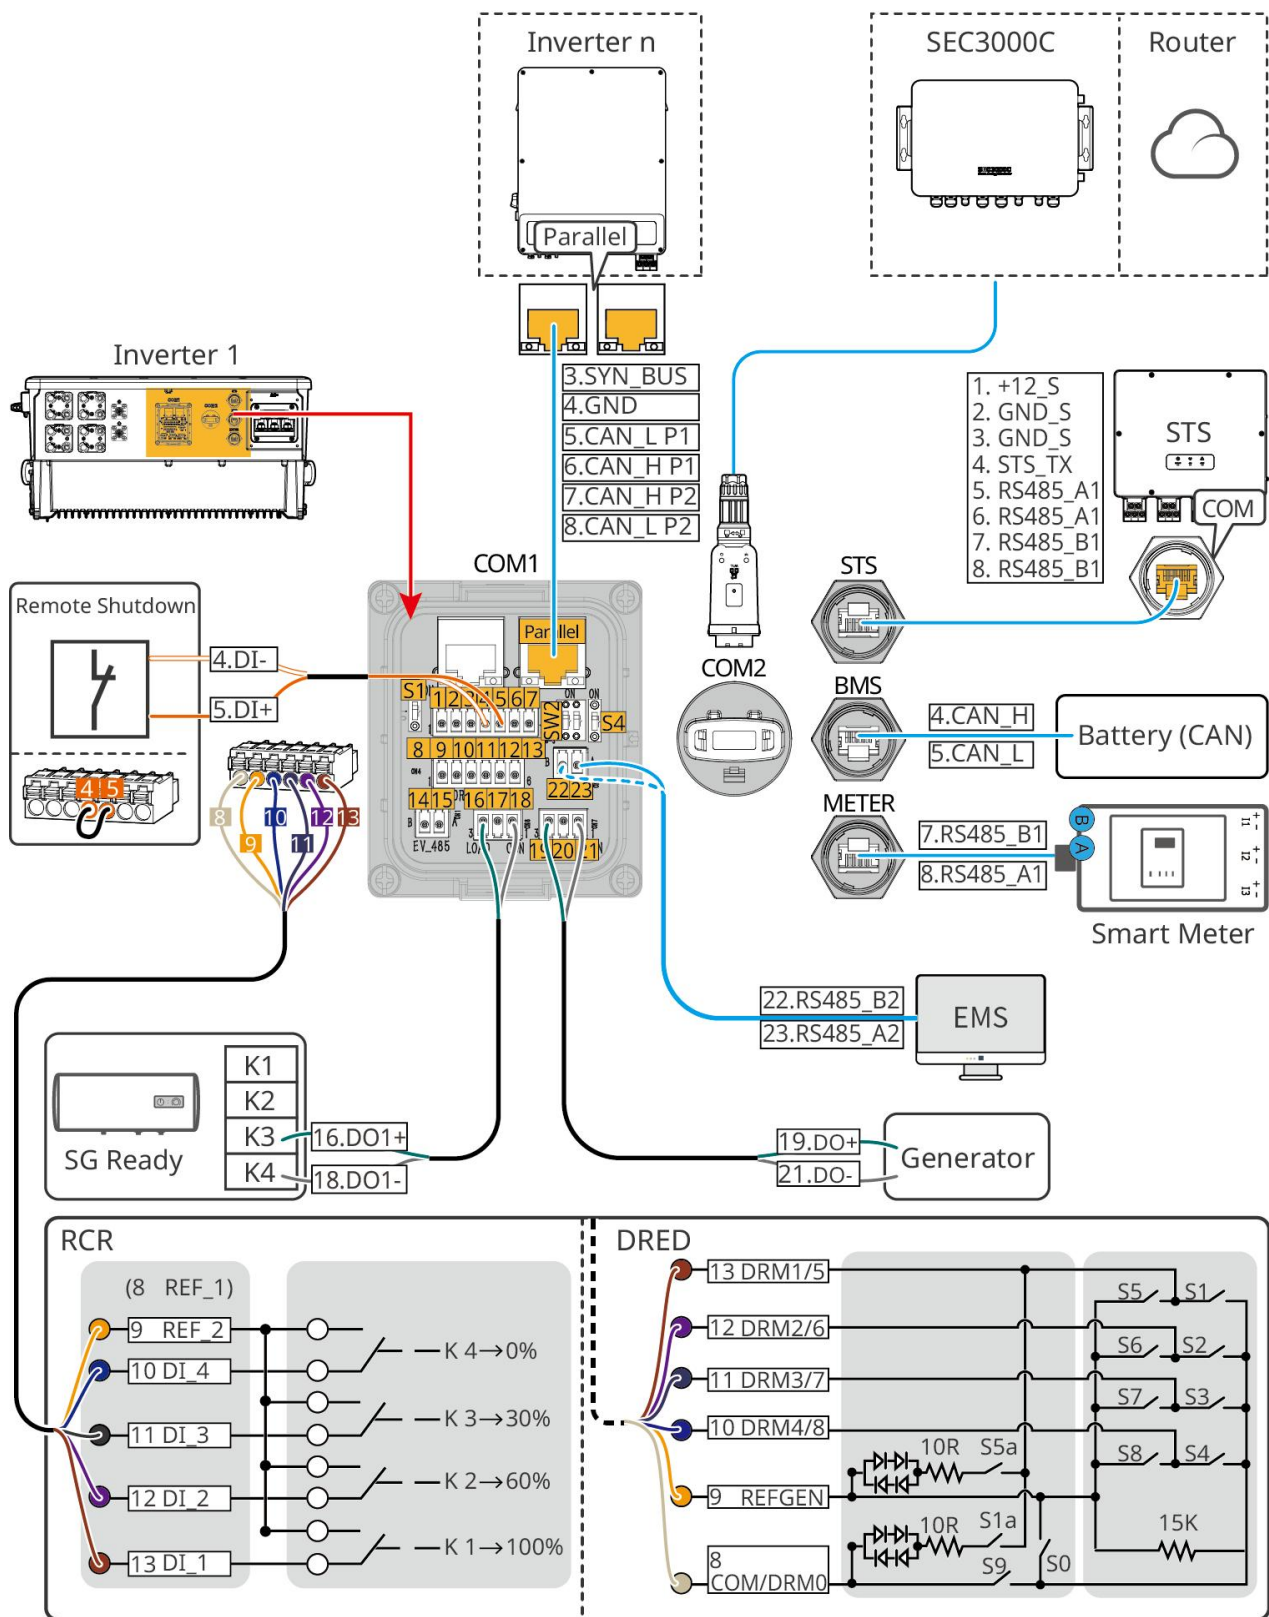 Inverter n
SEC3000C
Router
Parallel
Inverter 1
3.SYN_BUS
4.GND
5.CAN_L P1
6.CAN_H P1
7.CAN_H P2
8.CAN_L P2
1. +12_S
2. GND_S
3. GND_S
4. STS_TX
5. RS485_A1
6. RS485_A1
7. RS485_B1
8. RS485_B1
STS
COM
COM1
STS
Remote Shutdown
4.DI-
5.DI+
Parallel
COM2
BMS
S1
ON ON
1 2 3 4 5 6 7
SW2
S4
8 9 10 11 12 13
4.CAN_H
5.CAN_L
Battery (CAN)
4 5
22 23
14 15
16 17 18
EV_485
19 20 21
METER
7.RS485_B1
8.RS485_A1
B
A
I1
I2
I3
Smart Meter
8
9
10
11
12
13
22.RS485_B2
23.RS485_A2
EMS
K1
K2
K3
K4
SG Ready
16.DO1+
18.DO1-
19.DO+
21.DO-
Generator
RCR
(8 REF_1)
9 REF_2
10 DI_4
11 DI_3
12 DI_2
13 DI_1
K 4→0%
K 3→30%
K 2→60%
K 1→100%
DRED
13 DRM1/5
12 DRM2/6
11 DRM3/7
10 DRM4/8
9 REFGEN
8
COM/DRM0
10R S5a
10R S1a
S9
S0
S5 S1
S6 S2
S7 S3
S8 S4
15K